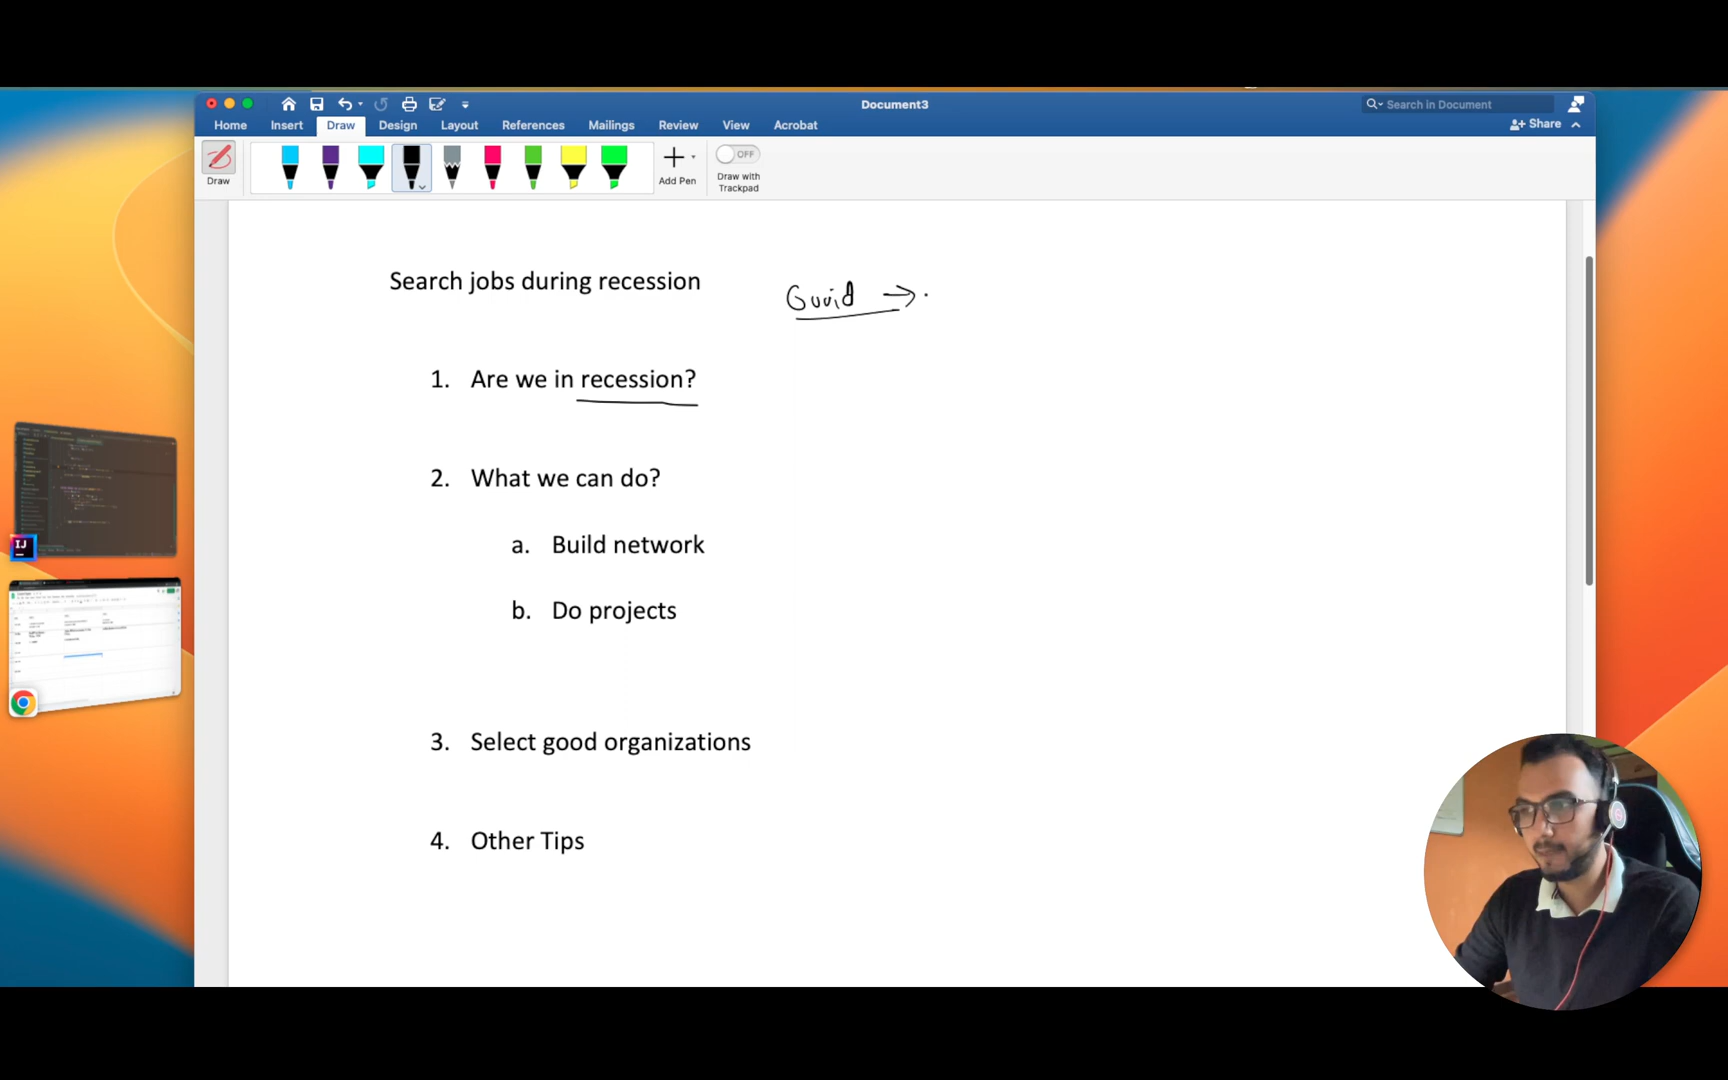 Document3
Search in Document
Home Insert Draw Design Layout References Mailings Review View Acrobat
Share
Draw
Add Pen
OFF
Draw with
Trackpad
Search jobs during recession
1. Are we in recession?
2. What we can do?
a. Build network
b. Do projects
3. Select good organizations
4. Other Tips
IJ